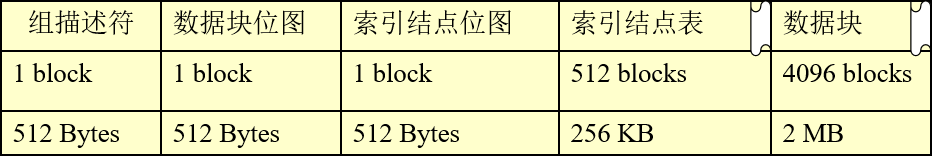 组描述符 数据块位图 索引结点位图 索引结点表 数据块
1 block 1 block 1 block 512 blocks 4096 blocks
512 Bytes 512 Bytes 512 Bytes 256 KB 2 MB